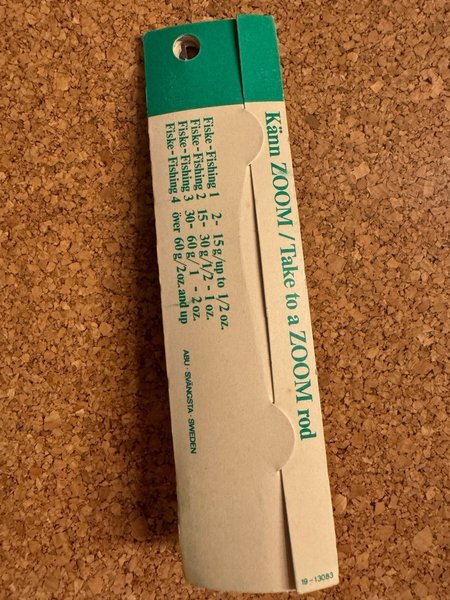 Känn ZOOM / Take to a ZOOM rod
Fiske-Fishing 1 2- 15 g/up to 1/2 oz.
Fiske-Fishing 2 15- 30 g/1/2 - 1 oz.
Fiske-Fishing 3 30- 60 g/1 - 2 oz.
Fiske-Fishing 4 över 60 g/2 oz. and up
ABU · SVÄNGSTA · SWEDEN
19-13083